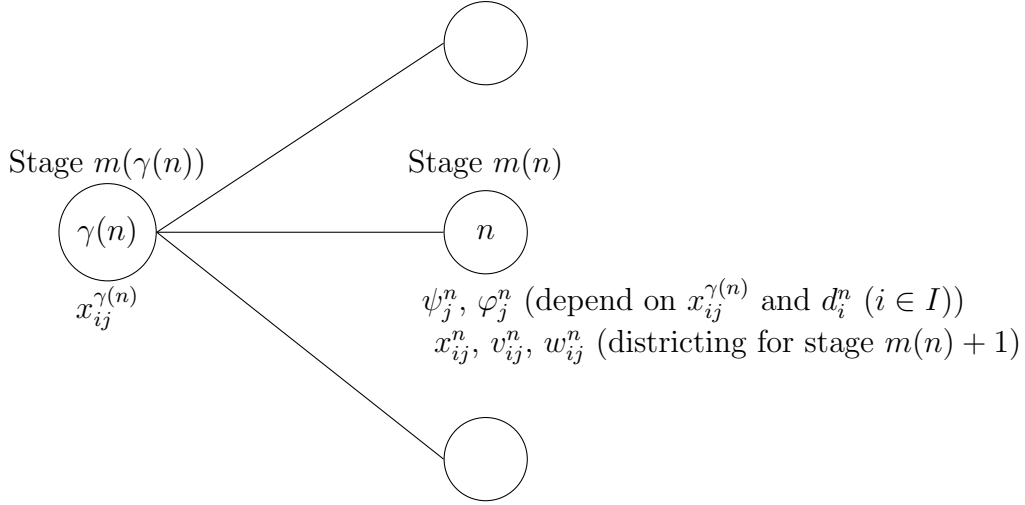 Stage m(γ(n))
Stage m(n)
γ(n)
n
x_{ij}^{γ(n)}
ψ_j^n, φ_j^n (depend on x_{ij}^{γ(n)} and d_i^n (i ∈ I))
x_{ij}^n, v_{ij}^n, w_{ij}^n (districting for stage m(n) + 1)